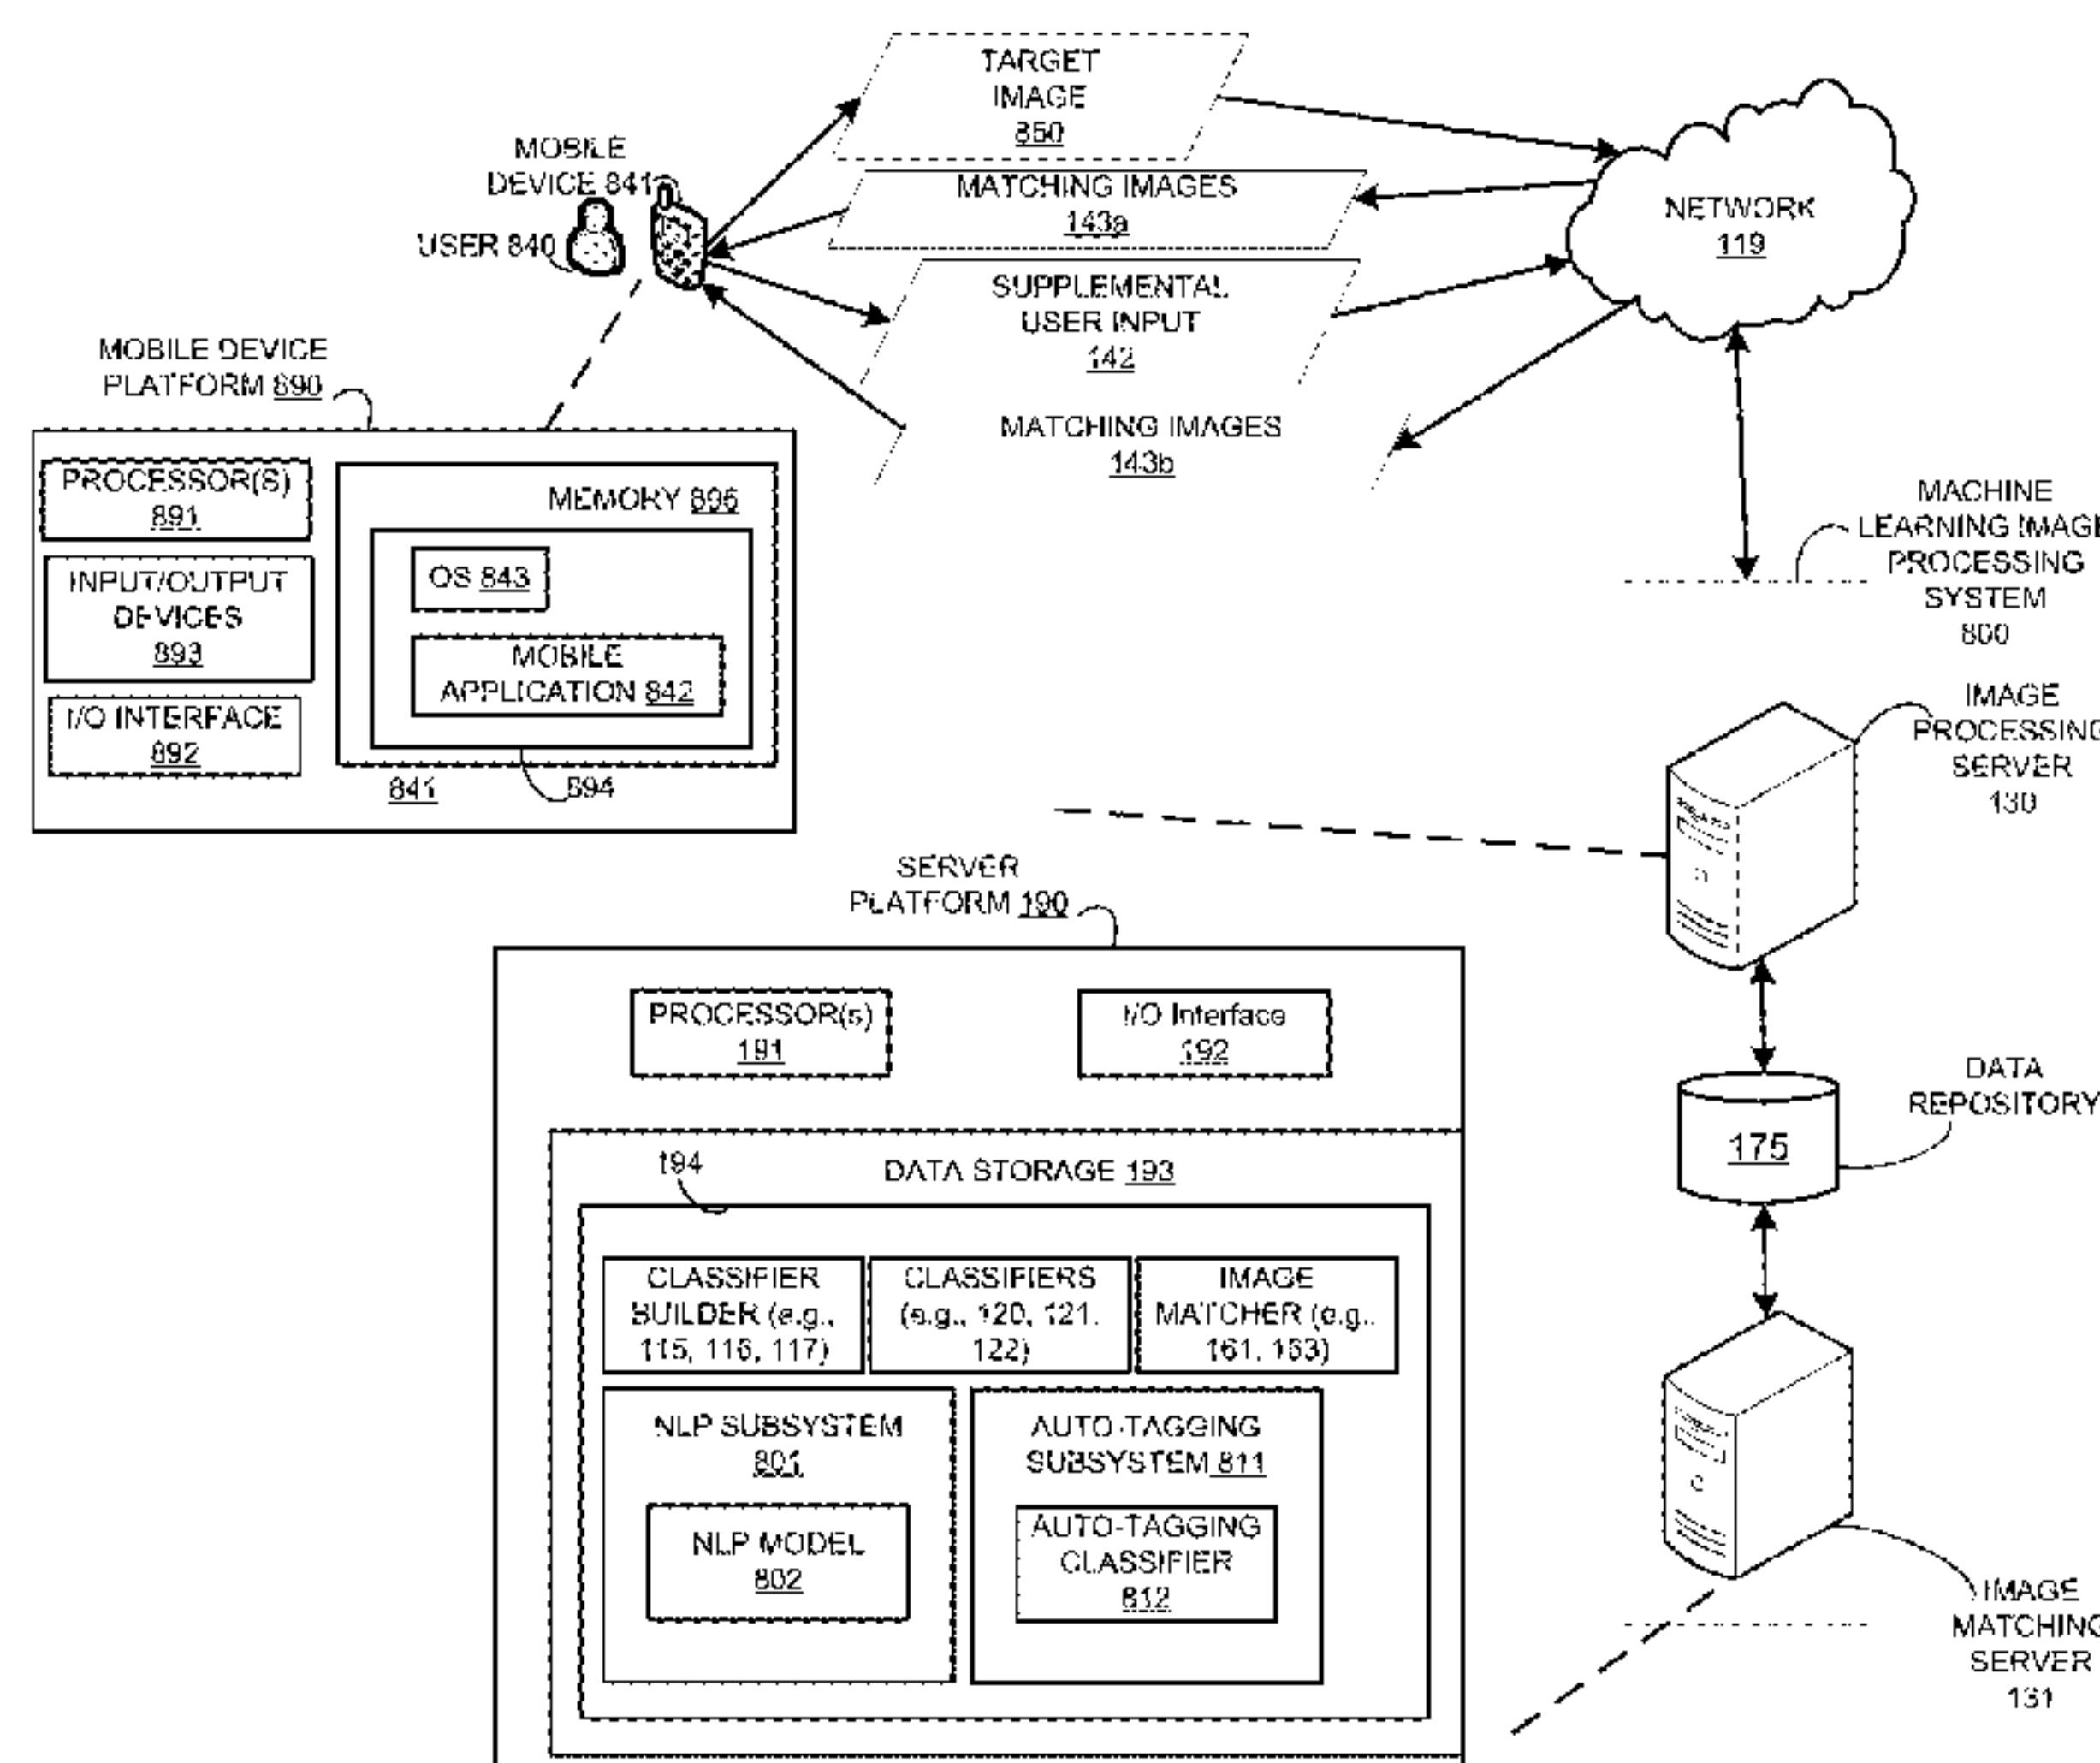 TARGET
IMAGE
850
MOBILE
DEVICE 841
USER 840
MATCHING IMAGES
143a
NETWORK
119
SUPPLEMENTAL
USER INPUT
142
MATCHING IMAGES
143b
MOBILE DEVICE
PLATFORM 890
PROCESSOR(S)
891
INPUT/OUTPUT
DEVICES
893
I/O INTERFACE
892
MEMORY 895
OS 843
MOBILE
APPLICATION 842
841
894
MACHINE
LEARNING IMAGE
PROCESSING
SYSTEM
800
IMAGE
PROCESSING
SERVER
130
SERVER
PLATFORM 190
PROCESSOR(s)
191
I/O Interface
192
DATA
REPOSITORY
175
194
DATA STORAGE 193
CLASSIFIER
BUILDER (e.g.,
115, 116, 117)
CLASSIFIERS
(e.g., 120, 121,
122)
IMAGE
MATCHER (e.g.,
161, 163)
NLP SUBSYSTEM
801
NLP MODEL
802
AUTO-TAGGING
SUBSYSTEM 811
AUTO-TAGGING
CLASSIFIER
812
IMAGE
MATCHING
SERVER
131